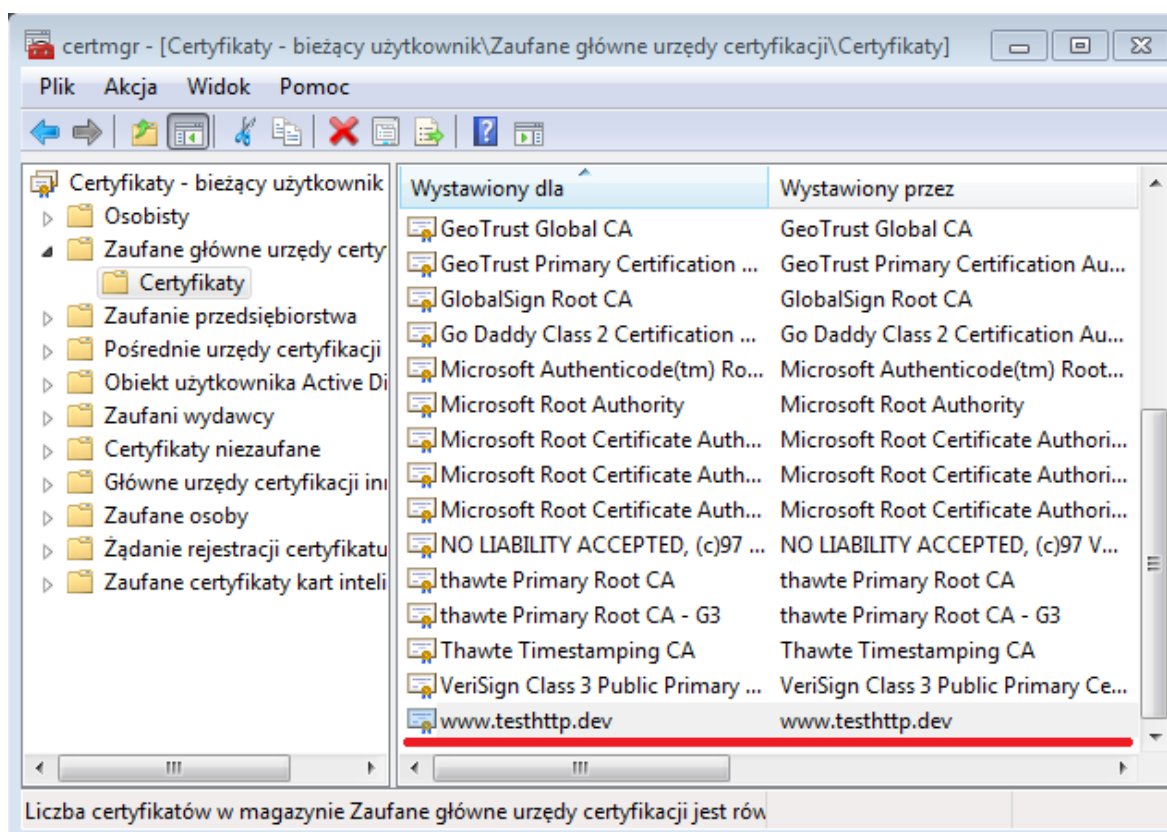 certmgr - [Certyfikaty - bieżący użytkownik\Zaufane główne urzędy certyfikacji\Certyfikaty]
Plik Akcja Widok Pomoc
Certyfikaty - bieżący użytkownik
Osobisty
Zaufane główne urzędy certy
Certyfikaty
Zaufanie przedsiębiorstwa
Pośrednie urzędy certyfikacji
Obiekt użytkownika Active Di
Zaufani wydawcy
Certyfikaty niezaufane
Główne urzędy certyfikacji inn
Zaufane osoby
Żądanie rejestracji certyfikatu
Zaufane certyfikaty kart inteli
Wystawiony dla Wystawiony przez
GeoTrust Global CA GeoTrust Global CA
GeoTrust Primary Certification ... GeoTrust Primary Certification Au...
GlobalSign Root CA GlobalSign Root CA
Go Daddy Class 2 Certification ... Go Daddy Class 2 Certification Au...
Microsoft Authenticode(tm) Ro... Microsoft Authenticode(tm) Root...
Microsoft Root Authority Microsoft Root Authority
Microsoft Root Certificate Auth... Microsoft Root Certificate Authori...
Microsoft Root Certificate Auth... Microsoft Root Certificate Authori...
Microsoft Root Certificate Auth... Microsoft Root Certificate Authori...
NO LIABILITY ACCEPTED, (c)97 ... NO LIABILITY ACCEPTED, (c)97 V...
thawte Primary Root CA thawte Primary Root CA
thawte Primary Root CA - G3 thawte Primary Root CA - G3
Thawte Timestamping CA Thawte Timestamping CA
VeriSign Class 3 Public Primary ... VeriSign Class 3 Public Primary Ce...
www.testhttp.dev www.testhttp.dev
Liczba certyfikatów w magazynie Zaufane główne urzędy certyfikacji jest rów